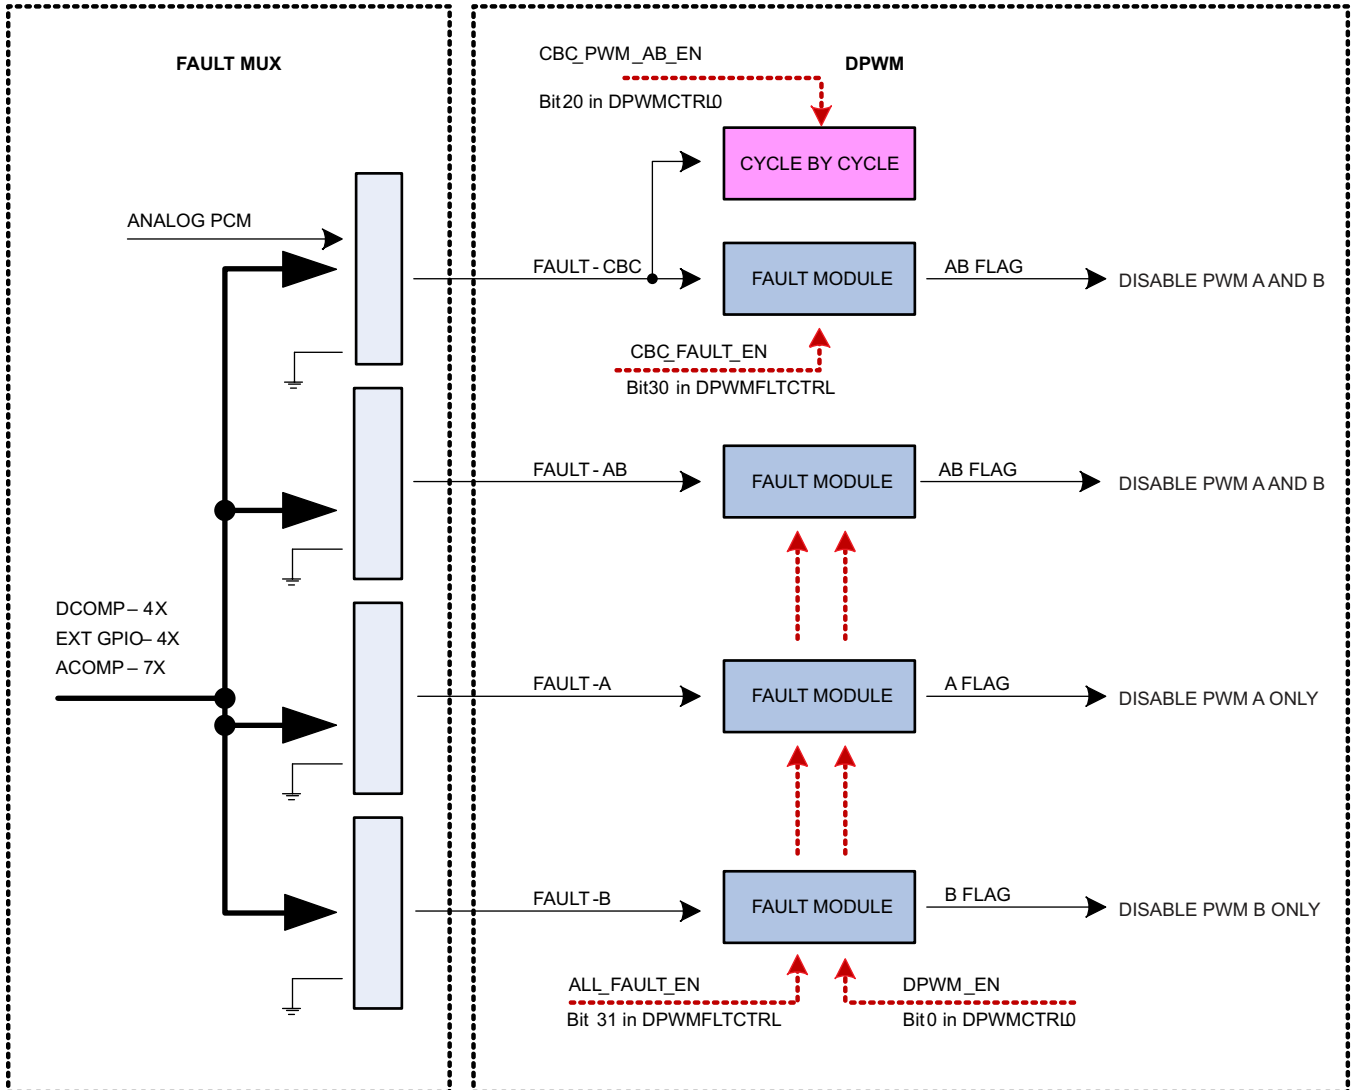 FAULT MUX
DPWM
CBC_PWM_AB_EN
Bit20 in DPWMCTRL0
CYCLE BY CYCLE
ANALOG PCM
FAULT - CBC
FAULT MODULE
AB FLAG
DISABLE PWM A AND B
CBC_FAULT_EN
Bit30 in DPWMFLTCTRL
FAULT - AB
FAULT MODULE
AB FLAG
DISABLE PWM A AND B
DCOMP – 4X
EXT GPIO – 4X
ACOMP – 7X
FAULT -A
FAULT MODULE
A FLAG
DISABLE PWM A ONLY
FAULT -B
FAULT MODULE
B FLAG
DISABLE PWM B ONLY
ALL_FAULT_EN
Bit 31 in DPWMFLTCTRL
DPWM_EN
Bit0 in DPWMCTRL0